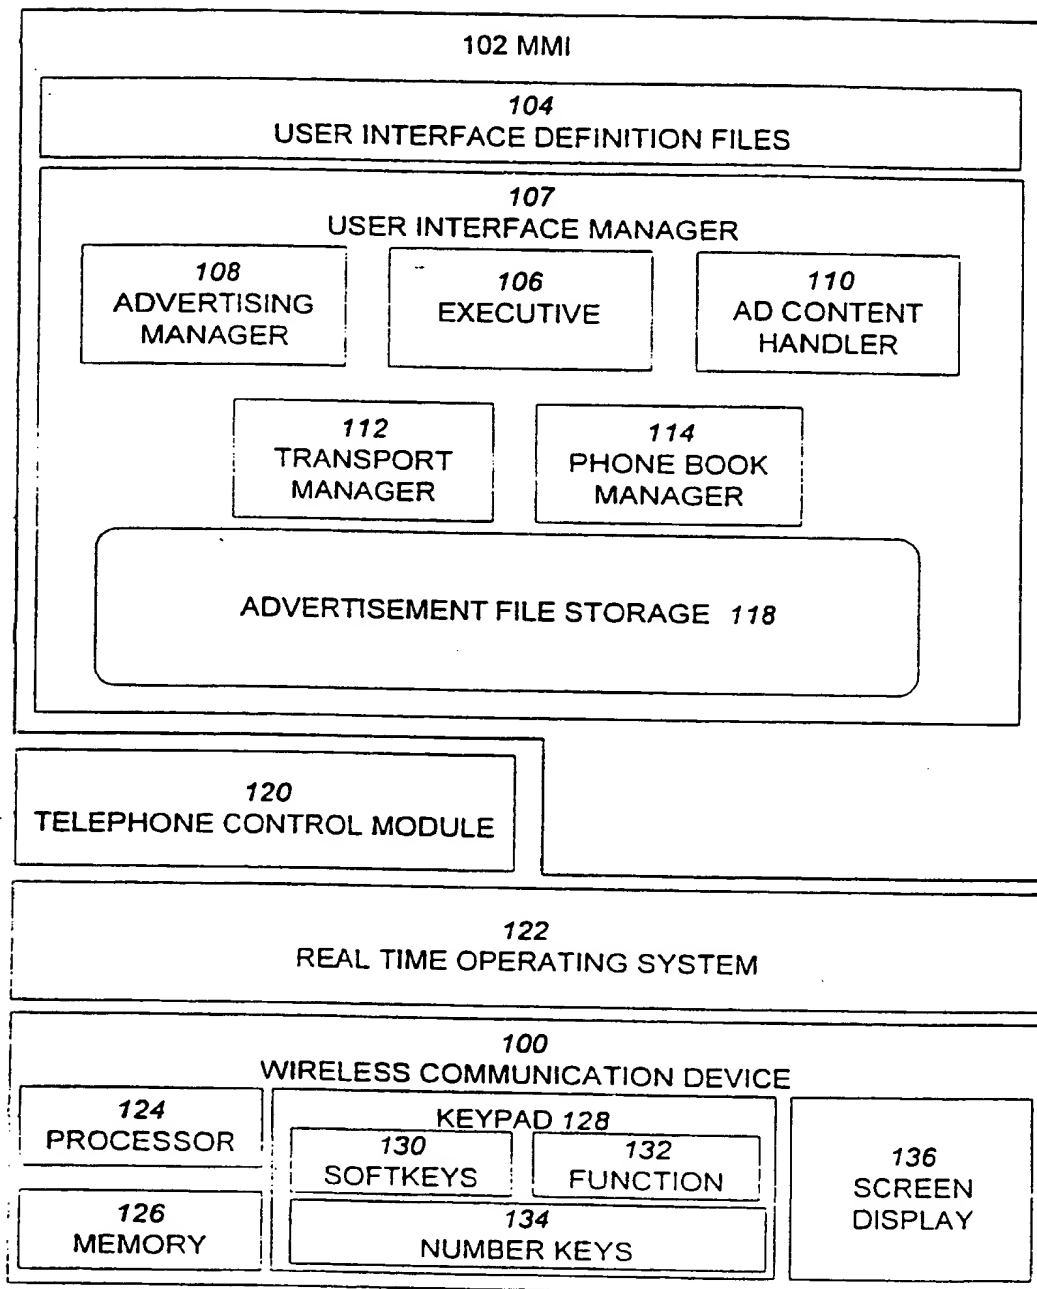 102 MMI
104
USER INTERFACE DEFINITION FILES
107
USER INTERFACE MANAGER
108
ADVERTISING
MANAGER
106
EXECUTIVE
110
AD CONTENT
HANDLER
112
TRANSPORT
MANAGER
114
PHONE BOOK
MANAGER
ADVERTISEMENT FILE STORAGE 118
120
TELEPHONE CONTROL MODULE
122
REAL TIME OPERATING SYSTEM
100
WIRELESS COMMUNICATION DEVICE
124
PROCESSOR
126
MEMORY
KEYPAD 128
130
SOFTKEYS
132
FUNCTION
134
NUMBER KEYS
136
SCREEN
DISPLAY